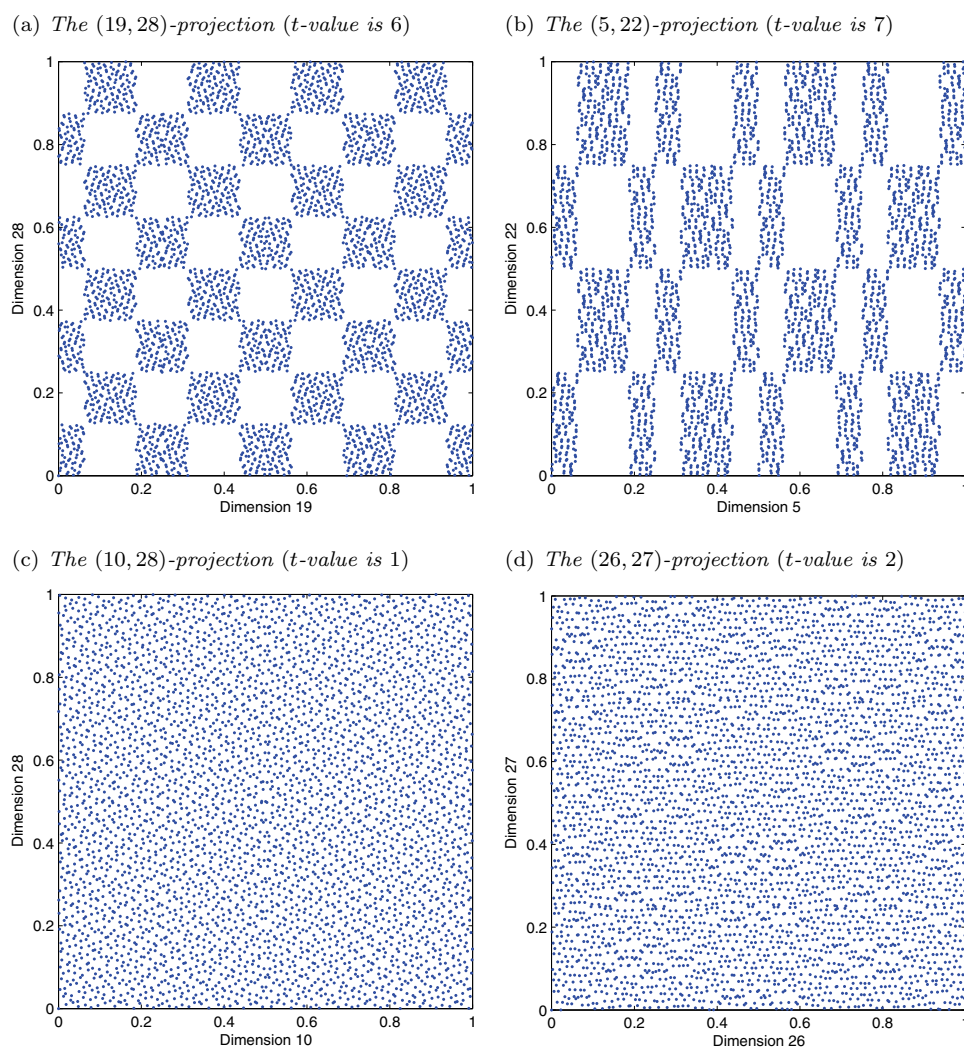 (a) The (19, 28)-projection (t-value is 6)
1
0.8
0.6
0.4
0.2
0
Dimension 28
0 0.2 0.4 0.6 0.8 1
Dimension 19
(b) The (5, 22)-projection (t-value is 7)
1
0.8
0.6
0.4
0.2
0
Dimension 22
0 0.2 0.4 0.6 0.8 1
Dimension 5
(c) The (10, 28)-projection (t-value is 1)
1
0.8
0.6
0.4
0.2
0
Dimension 28
0 0.2 0.4 0.6 0.8 1
Dimension 10
(d) The (26, 27)-projection (t-value is 2)
1
0.8
0.6
0.4
0.2
0
Dimension 27
0 0.2 0.4 0.6 0.8 1
Dimension 26